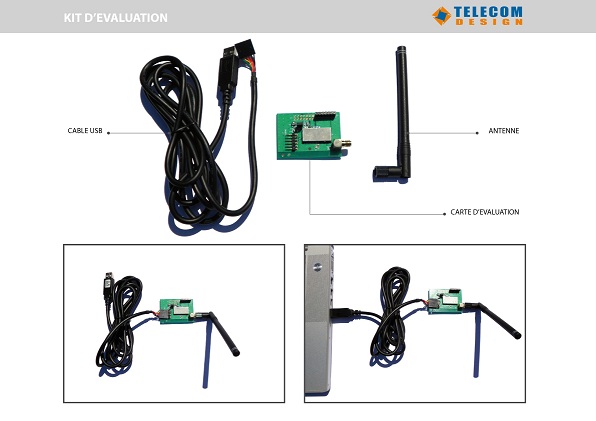 KIT D'EVALUATION
TELECOM
DESIGN
CABLE USB
ANTENNE
CARTE D'EVALUATION